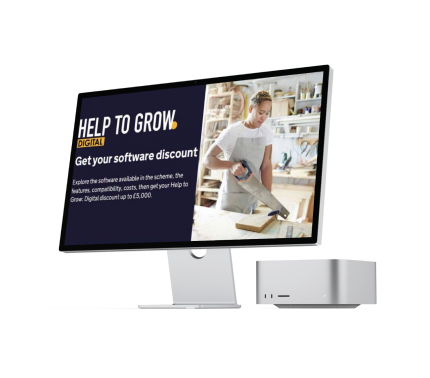 HELP TO GROW
DIGITAL
Get your software discount
Explore the software available in the scheme, the
features, compatibility, costs, then get your Help to
Grow: Digital discount up to £5,000.